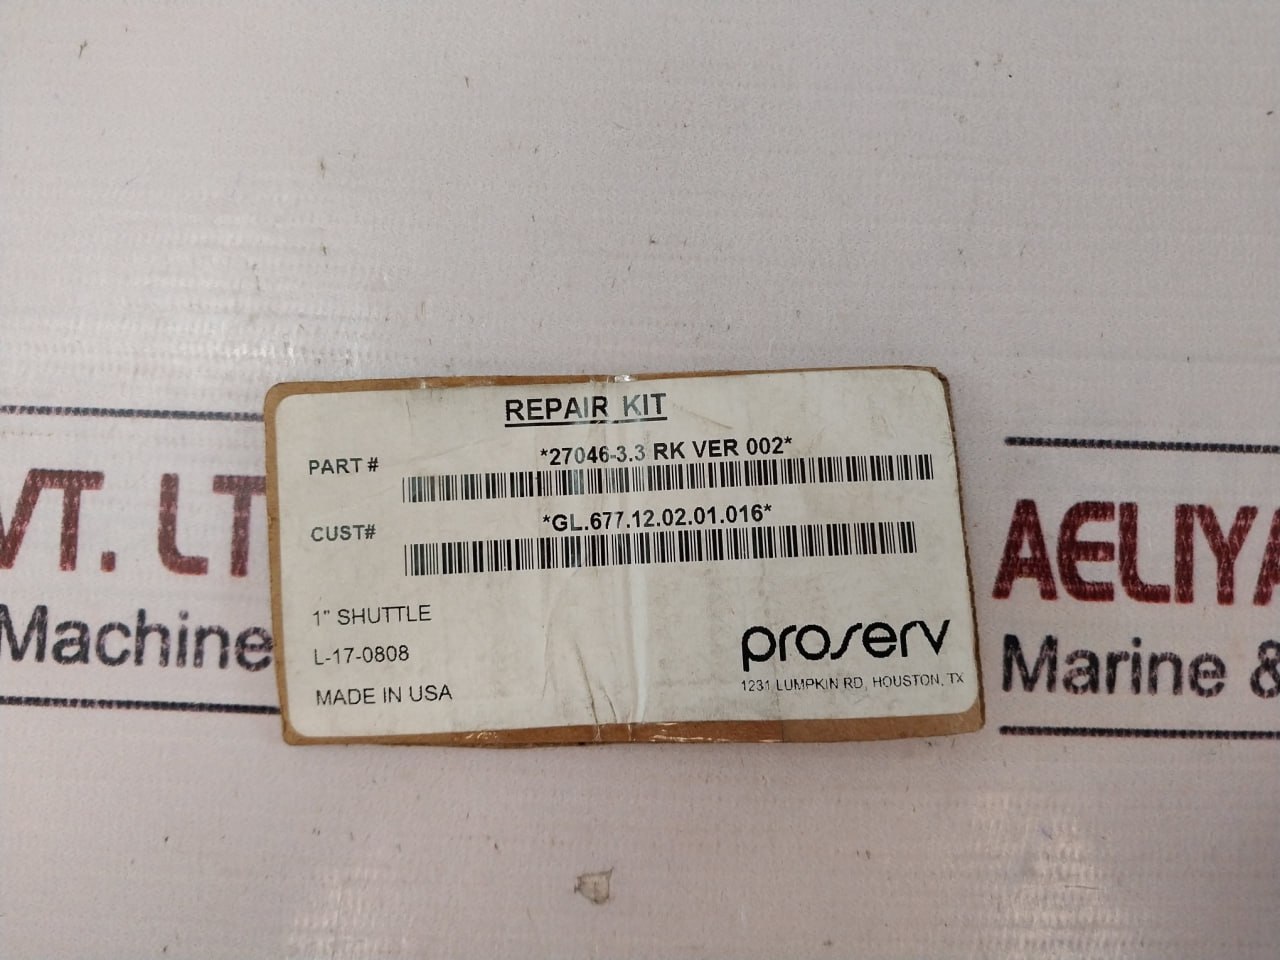 REPAIR KIT
PART # *27046-3.3 RK VER 002*
CUST# *GL.677.12.02.01.016*
1" SHUTTLE
L-17-0808
MADE IN USA
proserv
1231 LUMPKIN RD, HOUSTON, TX
VT. LT
Machine
AELIYA
Marine &